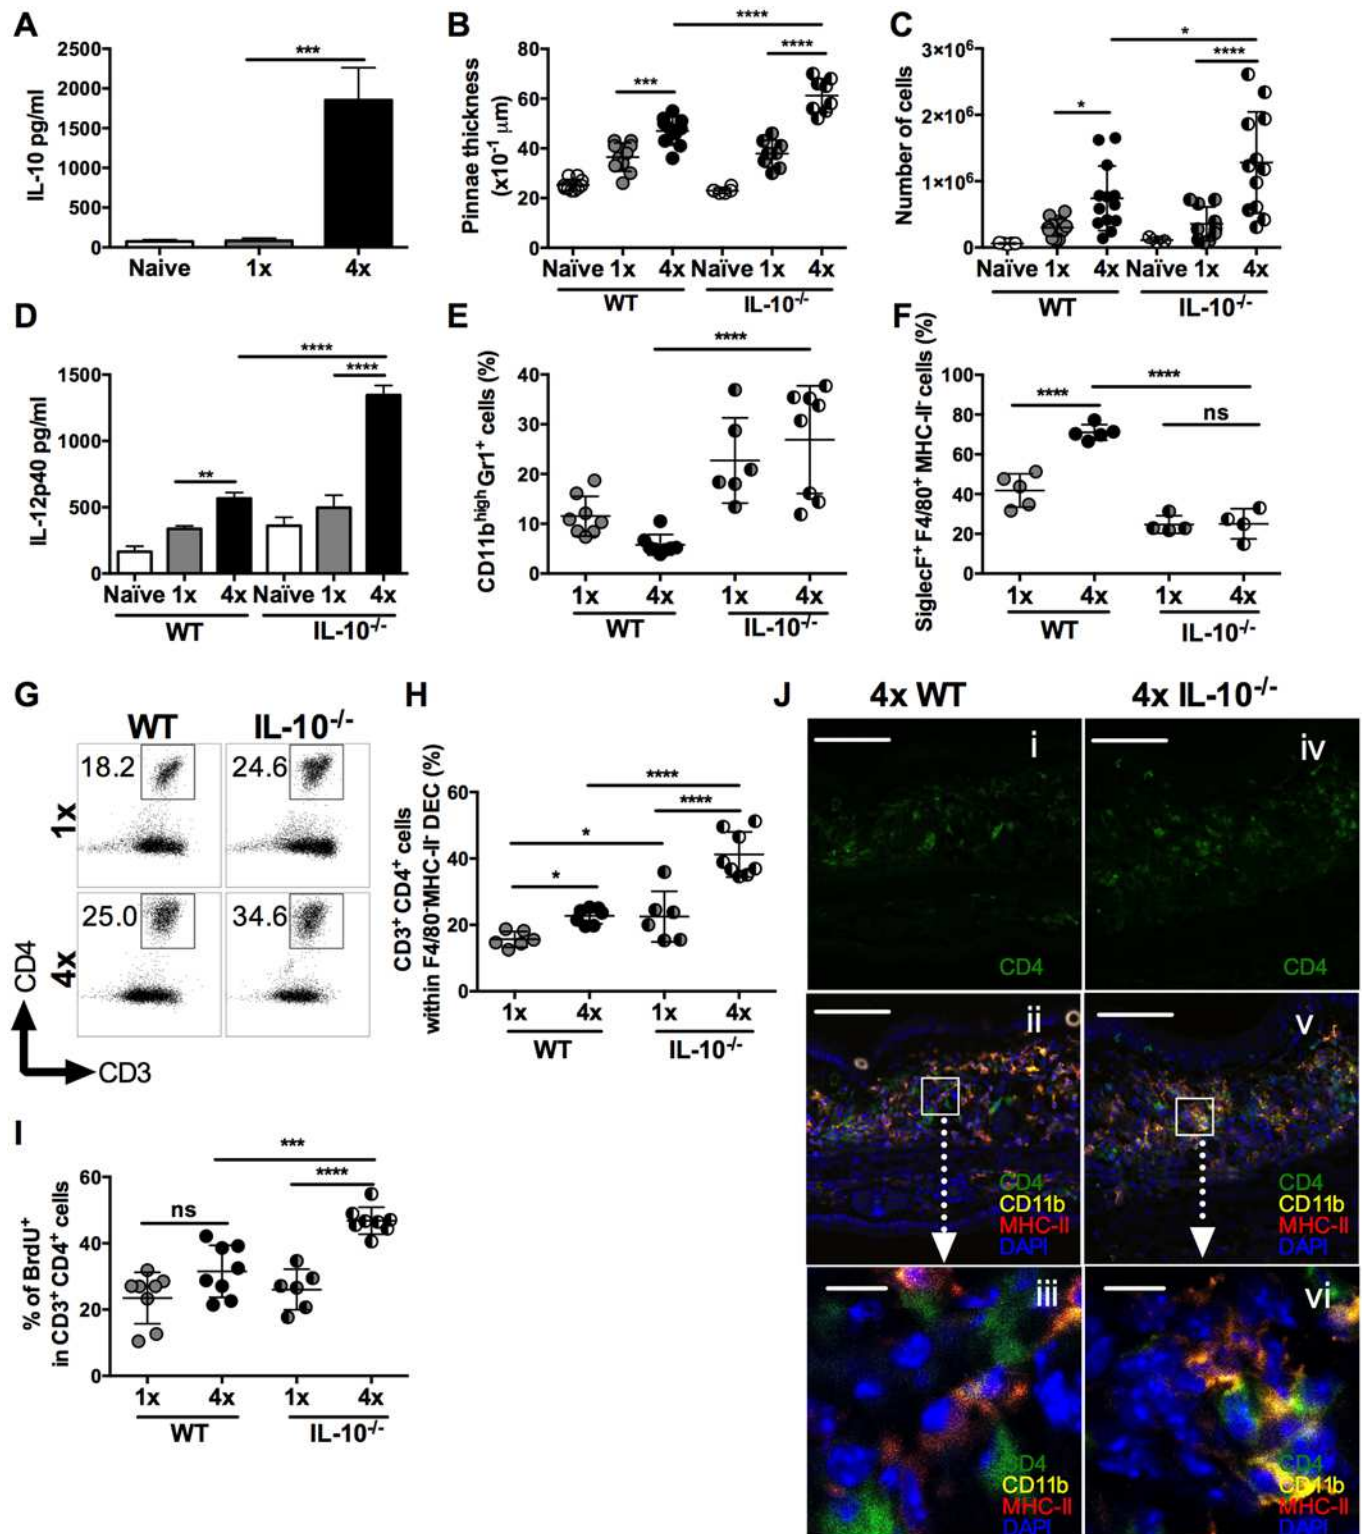 A
IL-10 pg/ml
2500
2000
1500
1000
500
0
***
Naive 1x 4x
B
Pinnae thickness
(x10-1 µm)
80
60
40
20
0
****
****
***
Naïve 1x 4x Naïve 1x 4x
WT IL-10-/-
C
Number of cells
3×10⁶
2×10⁶
1×10⁶
0
*
****
*
Naïve 1x 4x Naïve 1x 4x
WT IL-10-/-
D
IL-12p40 pg/ml
1500
1000
500
0
****
****
**
Naïve 1x 4x Naïve 1x 4x
WT IL-10-/-
E
CD11bhighGr1+ cells (%)
40
30
20
10
0
****
1x 4x 1x 4x
WT IL-10-/-
F
SiglecF+ F4/80+ MHC-II- cells (%)
100
80
60
40
20
0
****
****
ns
1x 4x 1x 4x
WT IL-10-/-
G
WT IL-10-/-
1x
18.2 24.6
4x
25.0 34.6
CD4
CD3
H
CD3+ CD4+ cells
within F4/80-MHC-II- DEC (%)
60
40
20
0
****
****
*
*
1x 4x 1x 4x
WT IL-10-/-
I
% of BrdU+
in CD3+ CD4+ cells
60
40
20
0
***
****
ns
1x 4x 1x 4x
WT IL-10-/-
J
4x WT 4x IL-10-/-
i
CD4
iv
CD4
ii
CD4
CD11b
MHC-II
DAPI
v
CD4
CD11b
MHC-II
DAPI
iii
CD4
CD11b
MHC-II
DAPI
vi
CD4
CD11b
MHC-II
DAPI